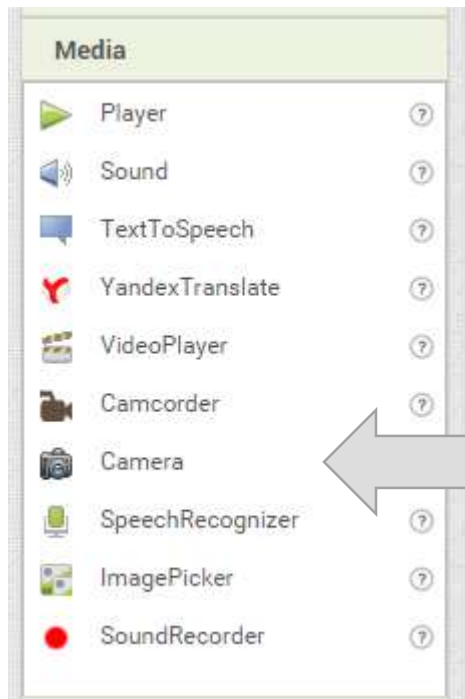 Media
Player ?
Sound ?
TextToSpeech ?
YandexTranslate ?
VideoPlayer ?
Camcorder ?
Camera
SpeechRecognizer ?
ImagePicker ?
SoundRecorder ?